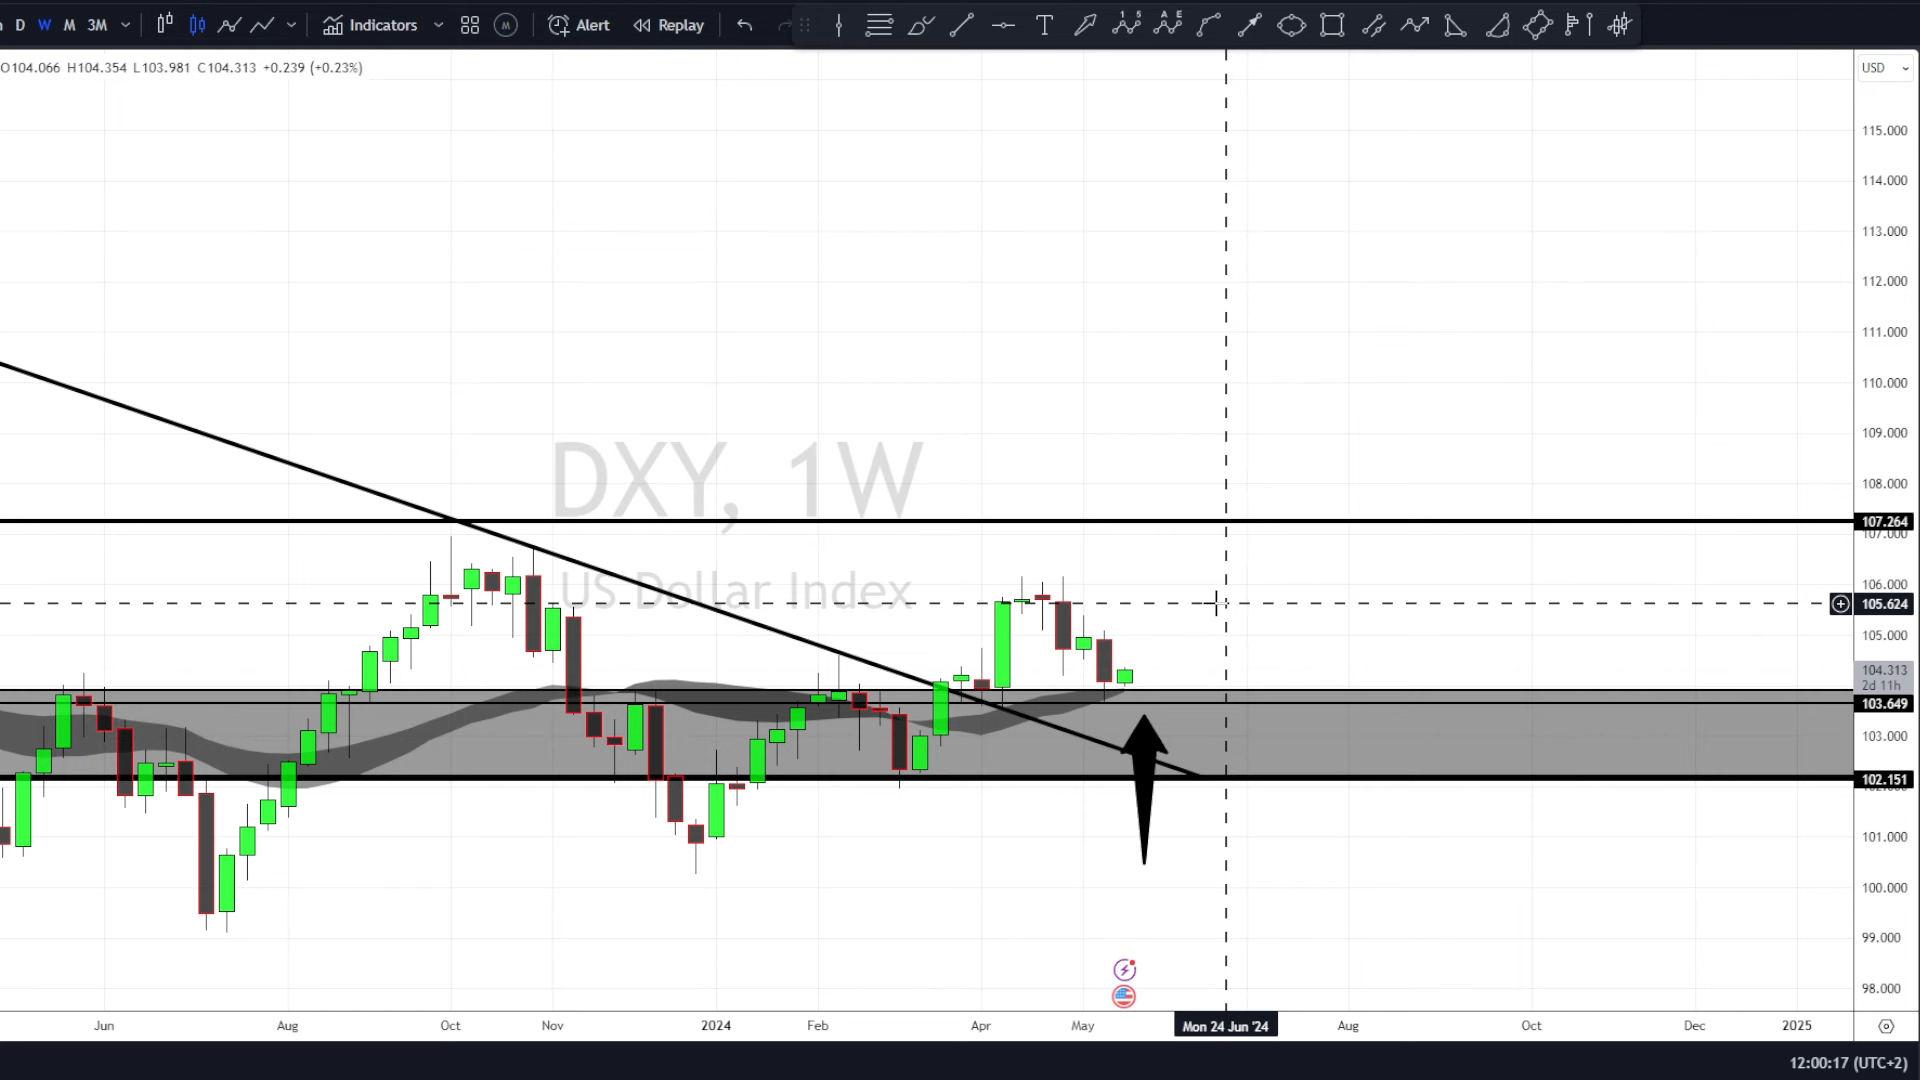 D W M 3M Indicators M Alert Replay T 1 5 A E
O104.066 H104.354 L103.981 C104.313 +0.239 (+0.23%)
USD
115.000
114.000
113.000
112.000
111.000
110.000
109.000
108.000
107.264
107.000
106.000
105.624
105.000
104.313
2d 11h
103.649
103.000
102.151
101.000
100.000
99.000
98.000
DXY, 1W
US Dollar Index
Jun Aug Oct Nov 2024 Feb Apr May Mon 24 Jun '24 Aug Oct Dec 2025
12:00:17 (UTC+2)